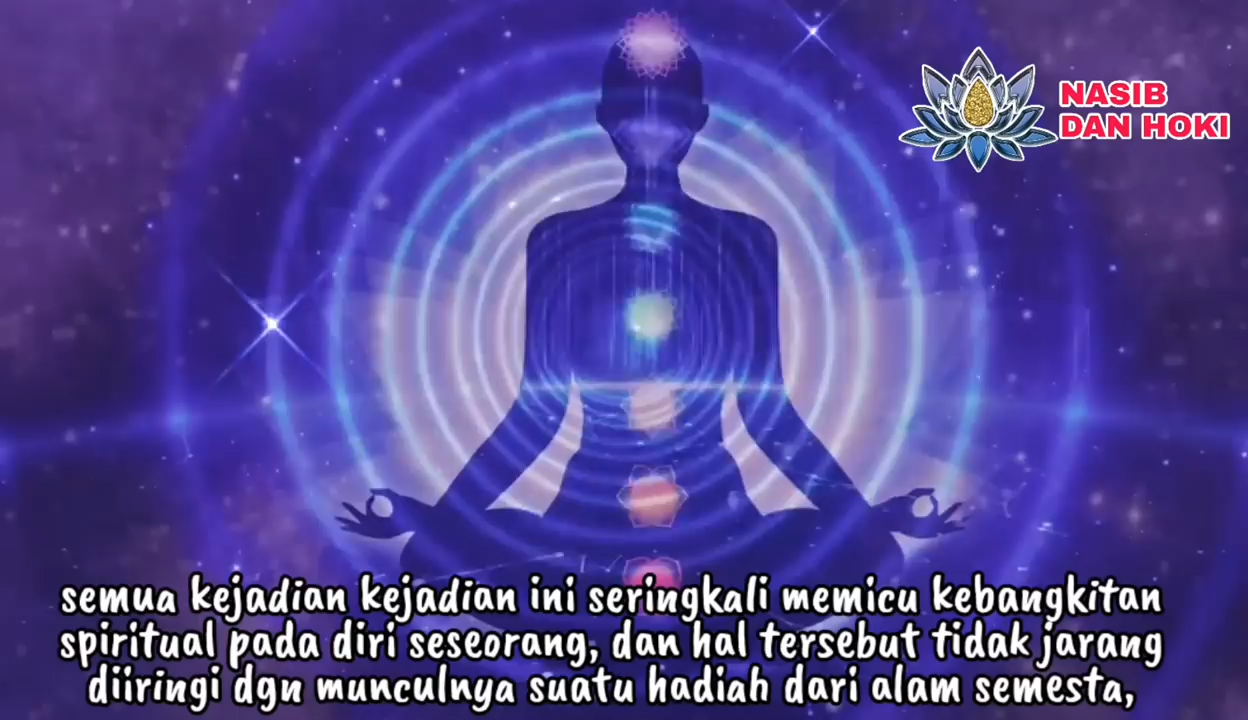 NASIB
DAN HOKI
semua kejadian kejadian ini seringkali memicu kebangkitan
spiritual pada diri seseorang, dan hal tersebut tidak jarang
diiringi dgn munculnya suatu hadiah dari alam semesta,